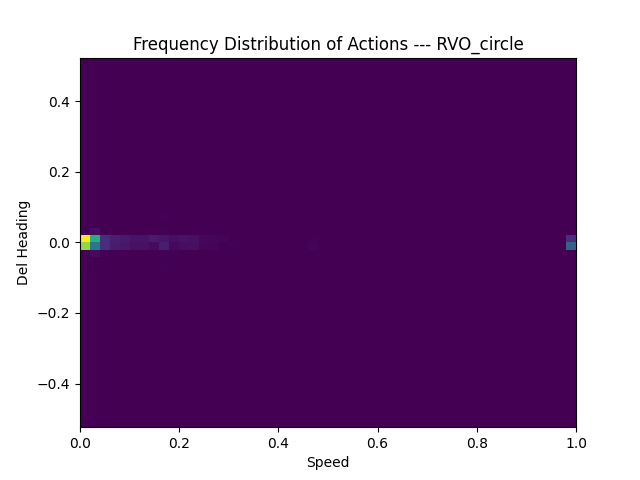 Frequency Distribution of Actions --- RVO_circle
Del Heading
0.4
0.2
0.0
−0.2
−0.4
0.0 0.2 0.4 0.6 0.8 1.0
Speed